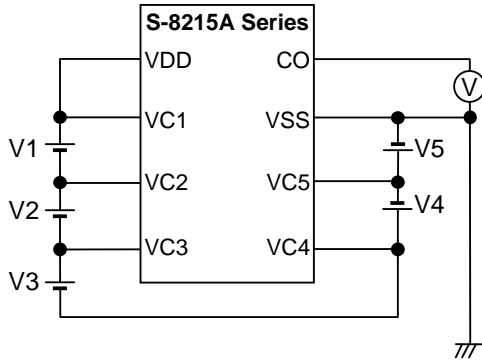 S-8215A Series
VDD
CO
V
VC1
VSS
V1
V5
VC2
VC5
V2
V4
VC3
VC4
V3